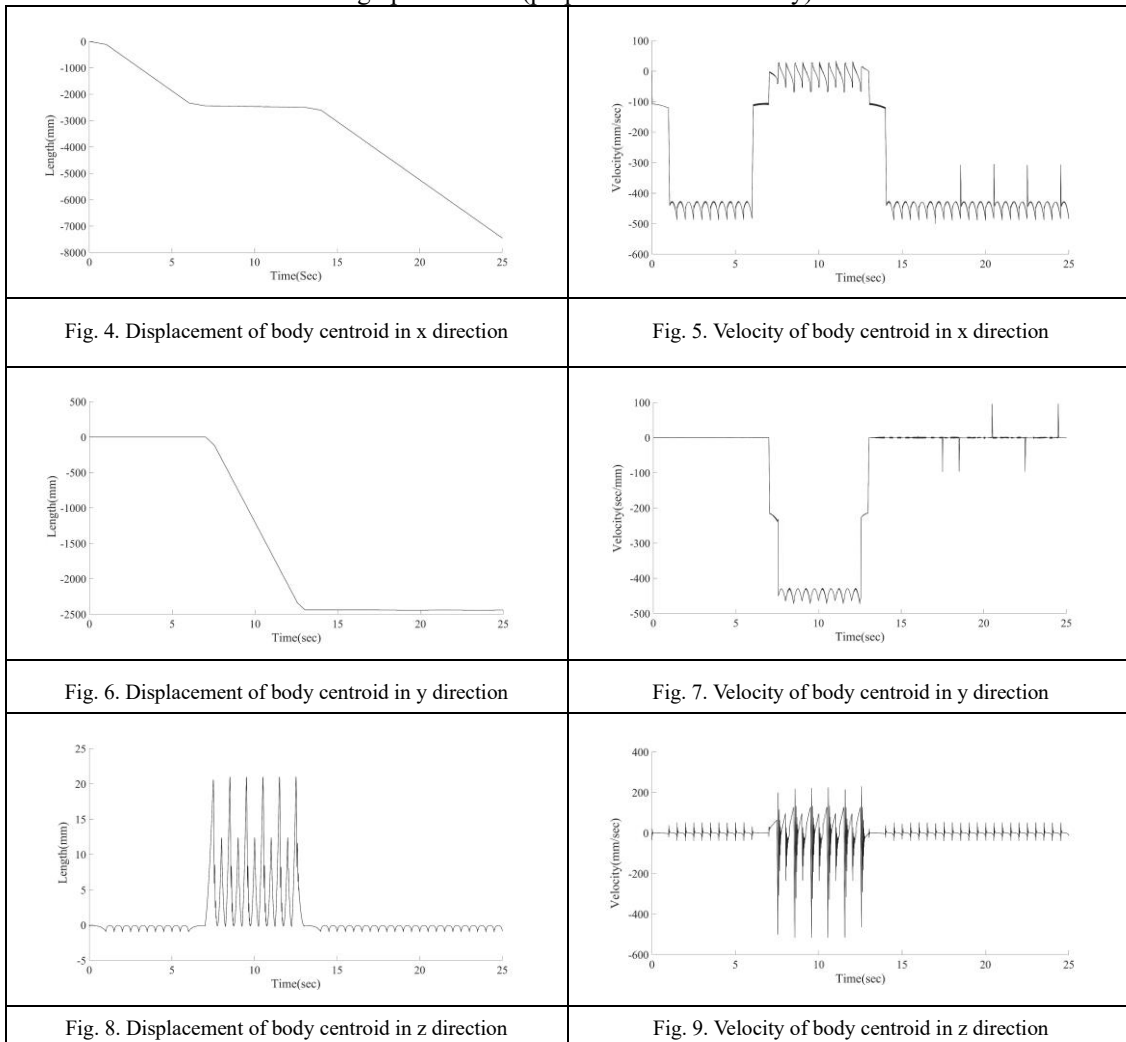 0
-1000
-2000
-3000
-4000
-5000
-6000
-7000
-8000
Length(mm)
0 5 10 15 20 25
Time(Sec)
100
0
-100
-200
-300
-400
-500
-600
Velocity(mm/sec)
0 5 10 15 20 25
Time(sec)
Fig. 4. Displacement of body centroid in x direction
Fig. 5. Velocity of body centroid in x direction
500
0
-500
-1000
-1500
-2000
-2500
Length(mm)
0 5 10 15 20 25
Time(sec)
100
0
-100
-200
-300
-400
-500
Velocity(sec/mm)
0 5 10 15 20 25
Time(sec)
Fig. 6. Displacement of body centroid in y direction
Fig. 7. Velocity of body centroid in y direction
25
20
15
10
5
0
-5
Length(mm)
0 5 10 15 20 25
Time(sec)
400
200
0
-200
-400
-600
Velocity(mm/sec)
0 5 10 15 20 25
Time(sec)
Fig. 8. Displacement of body centroid in z direction
Fig. 9. Velocity of body centroid in z direction